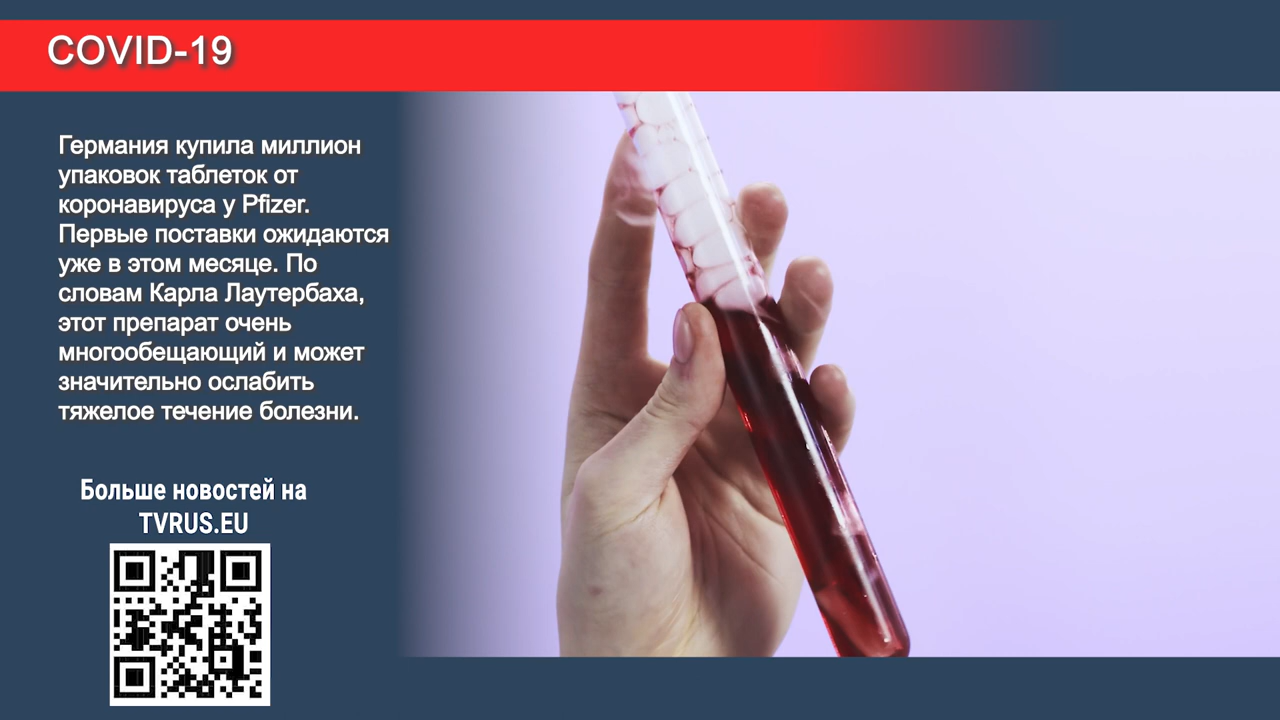 COVID-19
Германия купила миллион
упаковок таблеток от
коронавируса у Pfizer.
Первые поставки ожидаются
уже в этом месяце. По
словам Карла Лаутербаха,
этот препарат очень
многообещающий и может
значительно ослабить
тяжелое течение болезни.
Больше новостей на
TVRUS.EU